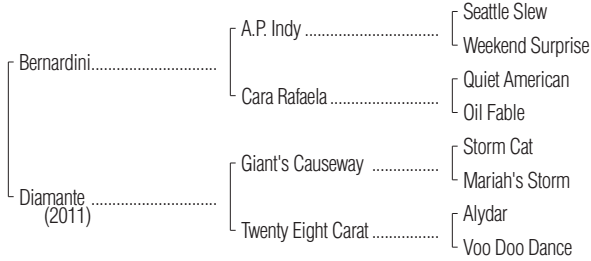 Seattle Slew
A.P. Indy ..........................
Weekend Surprise
Bernardini.............................
Quiet American
Cara Rafaela .....................
Oil Fable
Storm Cat
Giant's Causeway .............
Mariah's Storm
Diamante .............................
(2011)
Alydar
Twenty Eight Carat .............
Voo Doo Dance